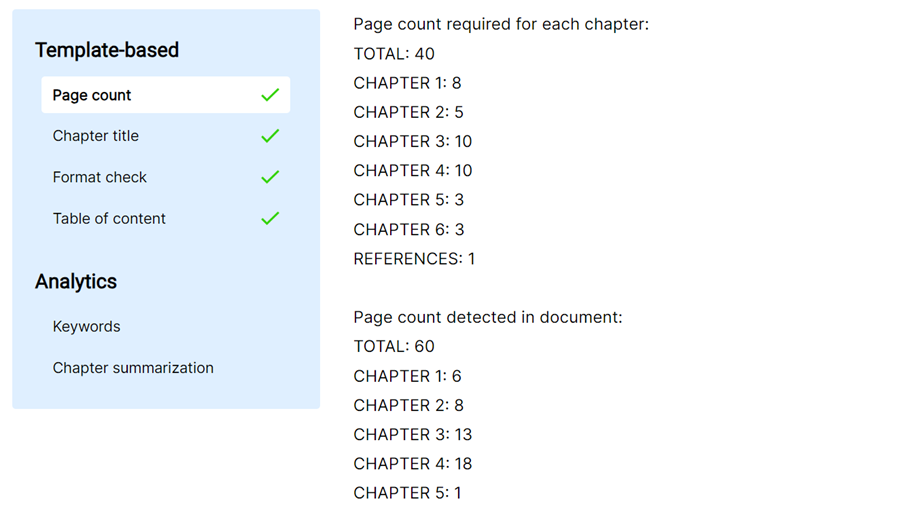 Template-based
Page count
Chapter title
Format check
Table of content
Analytics
Keywords
Chapter summarization
Page count required for each chapter:
TOTAL: 40
CHAPTER 1: 8
CHAPTER 2: 5
CHAPTER 3: 10
CHAPTER 4: 10
CHAPTER 5: 3
CHAPTER 6: 3
REFERENCES: 1
Page count detected in document:
TOTAL: 60
CHAPTER 1: 6
CHAPTER 2: 8
CHAPTER 3: 13
CHAPTER 4: 18
CHAPTER 5: 1